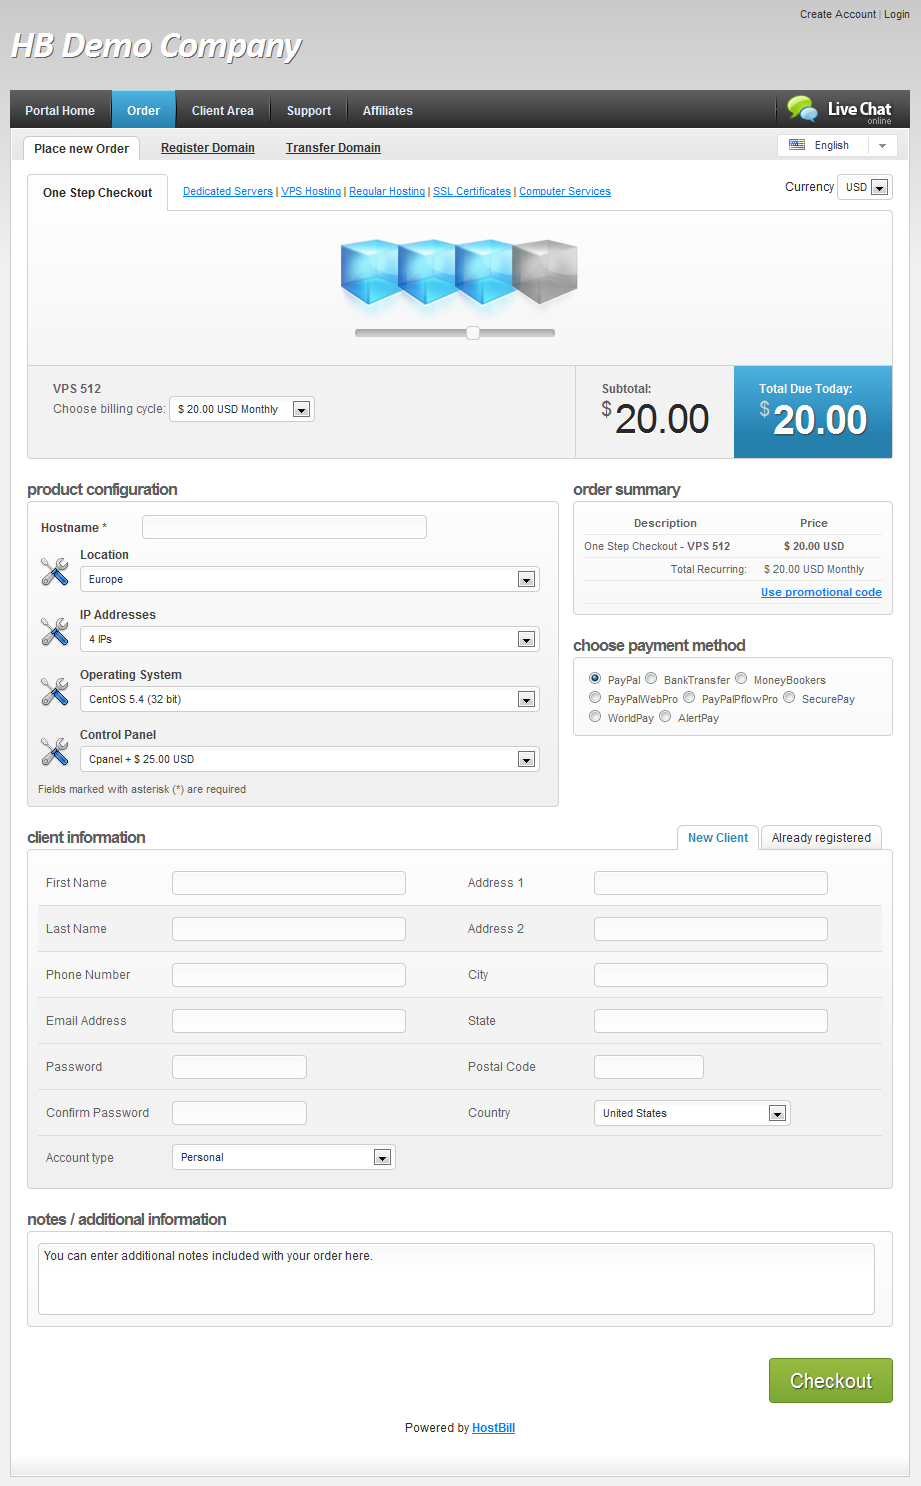 Create Account | Login
HB Demo Company
Portal Home Order Client Area Support Affiliates Live Chat
online
Place new Order Register Domain Transfer Domain English
One Step Checkout Dedicated Servers | VPS Hosting | Regular Hosting | SSL Certificates | Computer Services Currency USD
VPS 512
Choose billing cycle: $ 20.00 USD Monthly
Subtotal:
$ 20.00
Total Due Today:
$ 20.00
product configuration
Hostname *
Location
Europe
IP Addresses
4 IPs
Operating System
CentOS 5.4 (32 bit)
Control Panel
Cpanel + $ 25.00 USD
Fields marked with asterisk (*) are required
order summary
Description Price
One Step Checkout - VPS 512 $ 20.00 USD
Total Recurring: $ 20.00 USD Monthly
Use promotional code
choose payment method
PayPal BankTransfer MoneyBookers
PayPalWebPro PayPalPflowPro SecurePay
WorldPay AlertPay
client information New Client Already registered
First Name Address 1
Last Name Address 2
Phone Number City
Email Address State
Password Postal Code
Confirm Password Country United States
Account type Personal
notes / additional information
You can enter additional notes included with your order here.
Checkout
Powered by HostBill